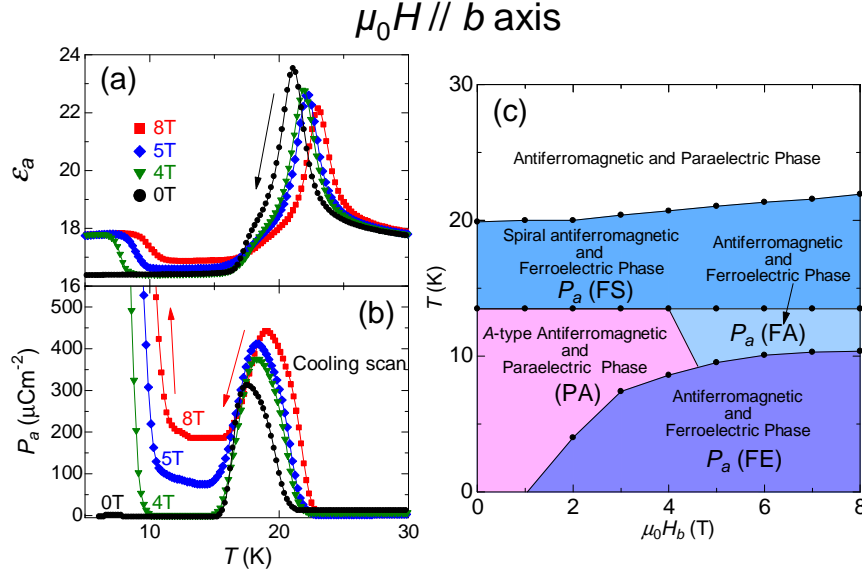 μ₀H // b axis
(a)
24
22
20
18
16
εa
8T
5T
4T
0T
(b)
500
400
300
200
100
0
Pa (μCm⁻²)
Cooling scan
8T
5T
0T
4T
10
20
30
T (K)
(c)
30
20
10
0
T (K)
Antiferromagnetic and Paraelectric Phase
Spiral antiferromagnetic
and
Ferroelectric Phase
Pa (FS)
Antiferromagnetic
and
Ferroelectric Phase
Pa (FA)
A-type Antiferromagnetic
and
Paraelectric Phase
(PA)
Antiferromagnetic
and
Ferroelectric Phase
Pa (FE)
0
2
4
6
8
μ₀Hb (T)